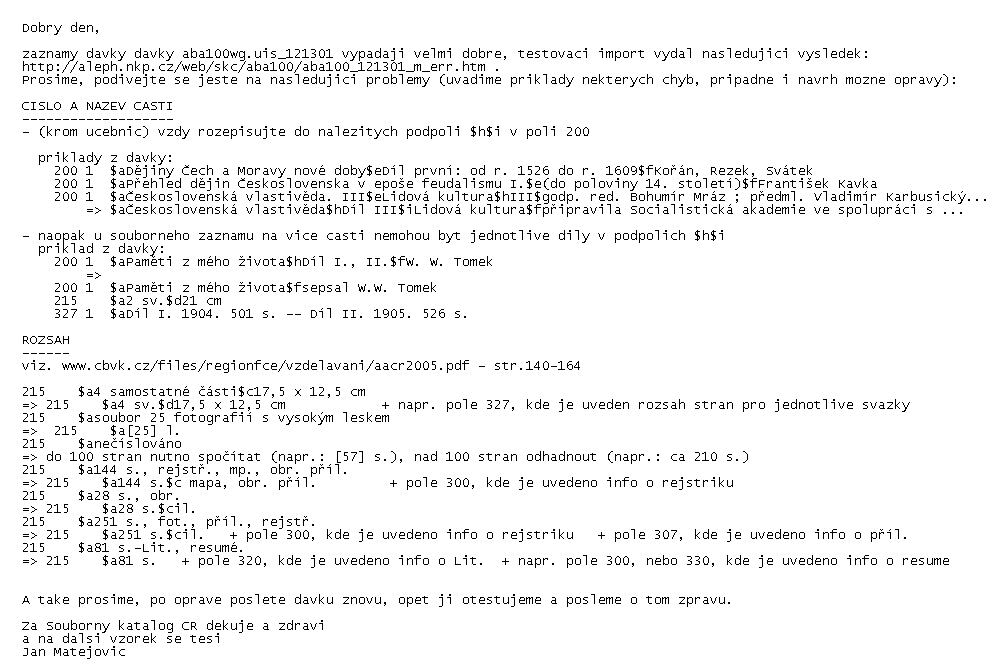 Dobry den,
zaznamy davky davky aba100wg.uis_121301 vypadaji velmi dobre, testovaci import vydal nasledujici vysledek:
http://aleph.nkp.cz/web/skc/aba100/aba100_121301_m_err.htm .
Prosime, podivejte se jeste na nasledujici problemy (uvadime priklady nekterych chyb, pripadne i navrh mozne opravy):
CISLO A NAZEV CASTI
-------------------
- (krom ucebnic) vzdy rozepisujte do nalezitych podpoli $h$i v poli 200
priklady z davky:
200 1  $aDějiny Čech a Moravy nové doby$eDíl první: od r. 1526 do r. 1609$fKořán, Rezek, Svátek
200 1  $aPřehled dějin Československa v epoše feudalismu I.$e(do poloviny 14. století)$fFrantišek Kavka
200 1  $aČeskoslovenská vlastivěda. III$eLidová kultura$hIII$godp. red. Bohumír Mráz ; předml. Vladimír Karbusický...
=> $aČeskoslovenská vlastivěda$hDíl III$iLidová kultura$fpřipravila Socialistická akademie ve spolupráci s ...
- naopak u souborneho zaznamu na vice casti nemohou byt jednotlive dily v podpolich $h$i
priklad z davky:
200 1  $aPaměti z mého života$hDíl I., II.$fW. W. Tomek
=>
200 1  $aPaměti z mého života$fsepsal W.W. Tomek
215    $a2 sv.$d21 cm
327 1  $aDíl I. 1904. 501 s. -- Díl II. 1905. 526 s.
ROZSAH
------
viz. www.cbvk.cz/files/regionfce/vzdelavani/aacr2005.pdf - str.140-164
215    $a4 samostatné části$c17,5 x 12,5 cm
=> 215    $a4 sv.$d17,5 x 12,5 cm            + napr. pole 327, kde je uveden rozsah stran pro jednotlive svazky
215    $asoubor 25 fotografií s vysokým leskem
=>  215    $a[25] l.
215    $anečíslováno
=> do 100 stran nutno spočítat (napr.: [57] s.), nad 100 stran odhadnout (napr.: ca 210 s.)
215    $a144 s., rejstř., mp., obr. příl.
=> 215    $a144 s.$c mapa, obr. příl.         + pole 300, kde je uvedeno info o rejstriku
215    $a28 s., obr.
=> 215    $a28 s.$cil.
215    $a251 s., fot., příl., rejstř.
=> 215    $a251 s.$cil.   + pole 300, kde je uvedeno info o rejstriku   + pole 307, kde je uvedeno info o příl.
215    $a81 s.-Lit., resumé.
=> 215    $a81 s.   + pole 320, kde je uvedeno info o Lit.  + napr. pole 300, nebo 330, kde je uvedeno info o resume
A take prosime, po oprave poslete davku znovu, opet ji otestujeme a posleme o tom zpravu.
Za Souborny katalog CR dekuje a zdravi
a na dalsi vzorek se tesi
Jan Matejovic